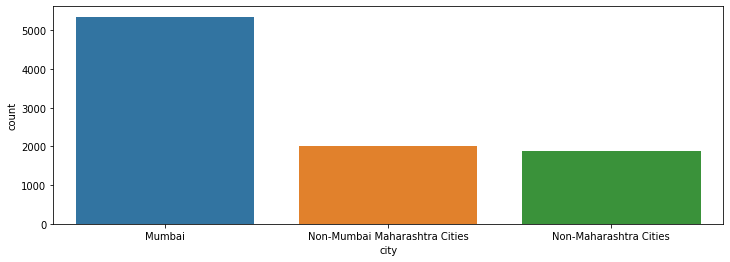 5000
4000
3000
2000
1000
0
count
Mumbai
Non-Mumbai Maharashtra Cities
Non-Maharashtra Cities
city